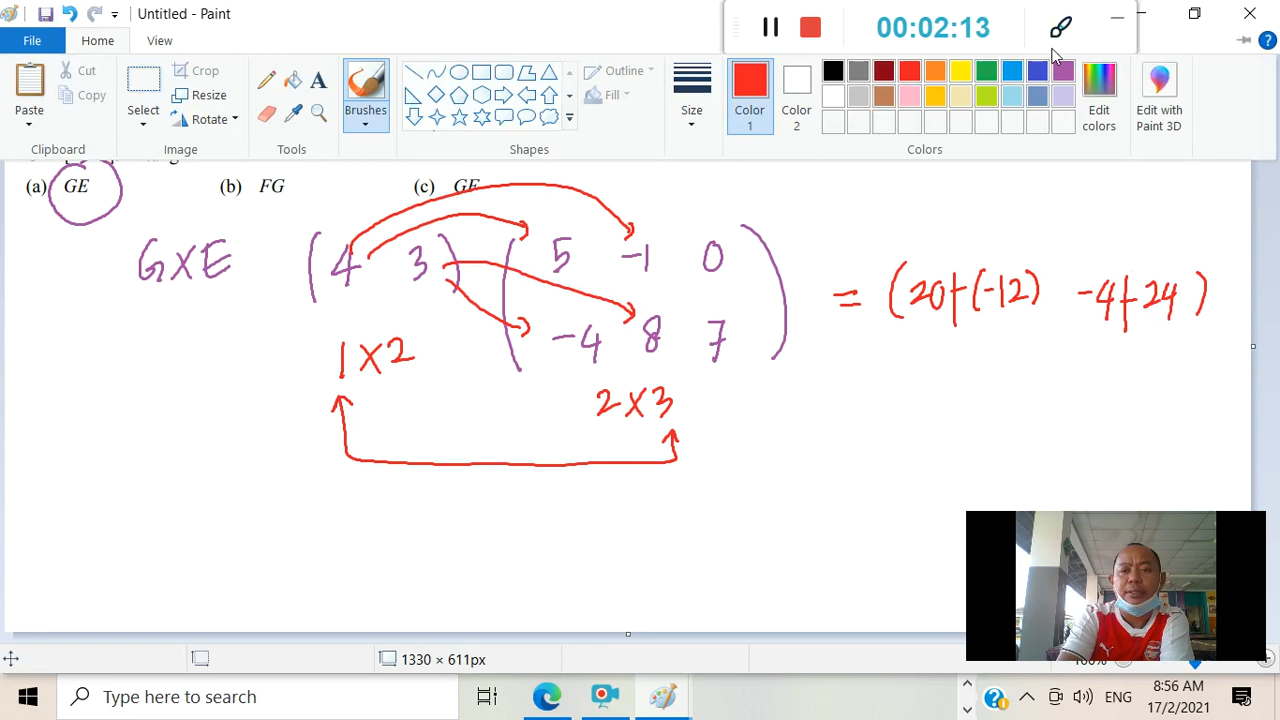 Untitled - Paint
00:02:13
File Home View
Paste
Cut
Copy
Clipboard
Select
Crop
Resize
Rotate
Image
A
Tools
Brushes
Outline
Fill
Shapes
Size
Color 1
Color 2
Edit colors
Edit with Paint 3D
Colors
(a) GE (b) FG (c) GF
G×E (4 3) (5 -1 0
-4 8 7)
= (20+(-12) -4+24)
1×2
2×3
1330 × 611px
100%
Type here to search
ENG
8:56 AM
17/2/2021